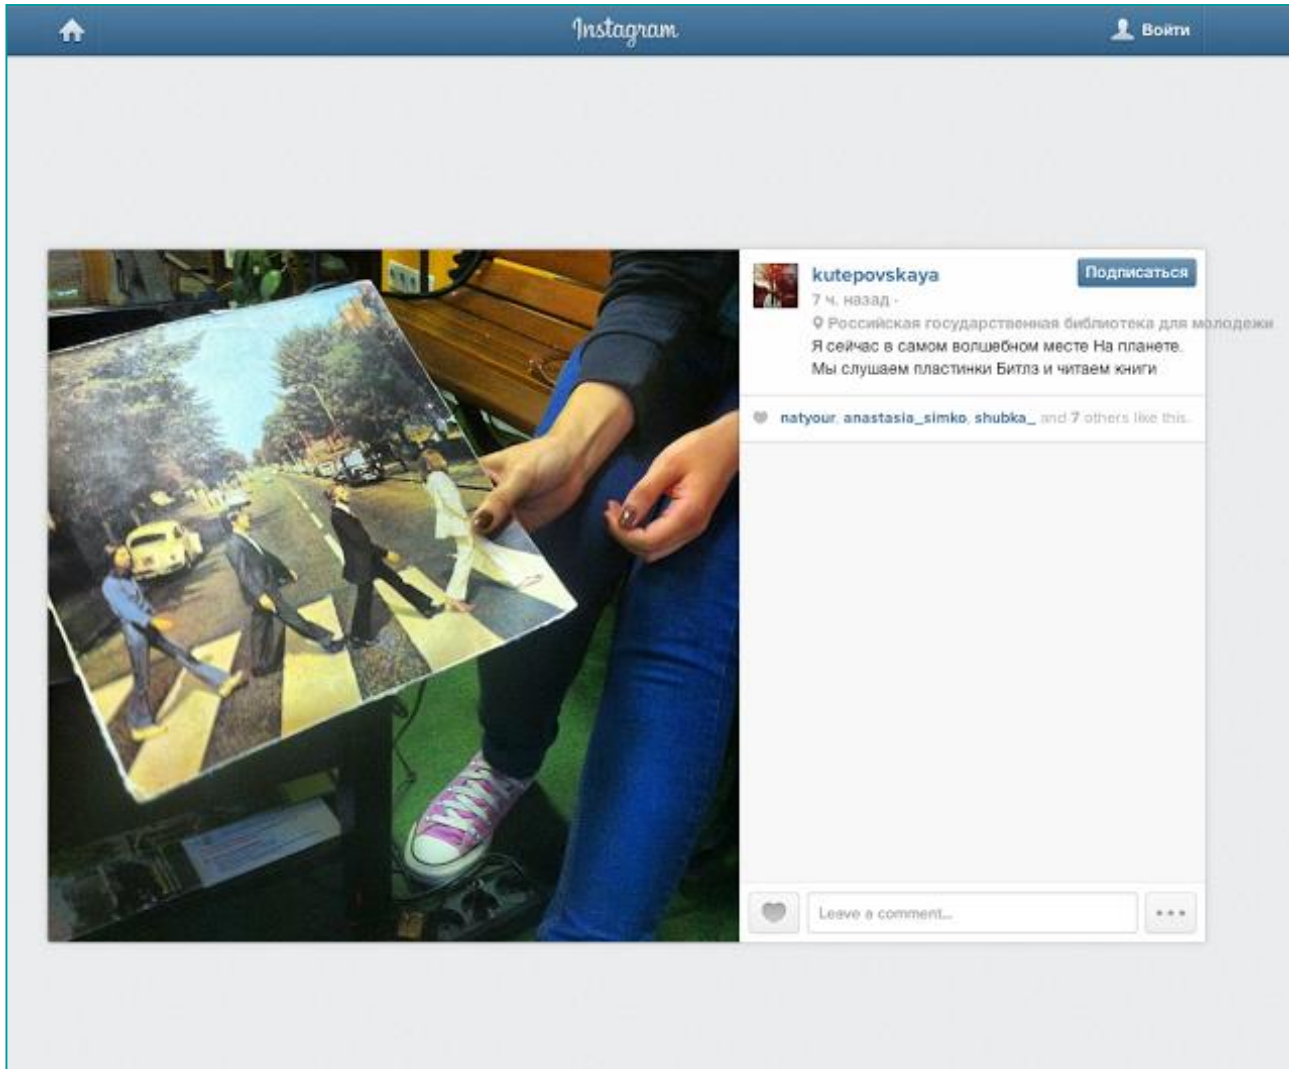 Instagram
Войти
kutepovskaya
Подписаться
7 ч. назад ·
Российская государственная библиотека для молодежи
Я сейчас в самом волшебном месте На планете.
Мы слушаем пластинки Битлз и читаем книги
natyour, anastasia_simko, shubka_ and 7 others like this.
Leave a comment...